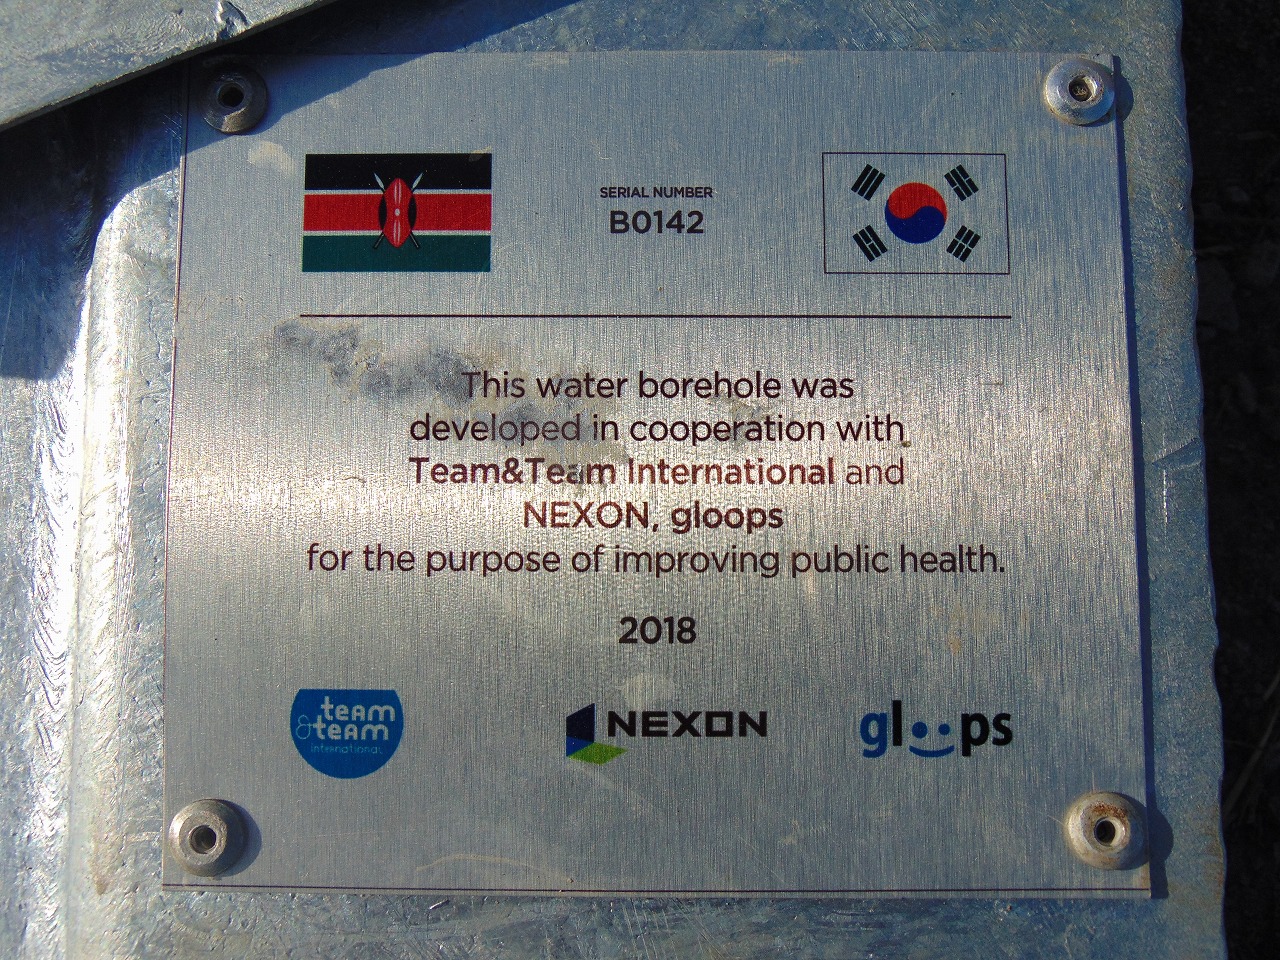 SERIAL NUMBER
B0142
This water borehole was
developed in cooperation with
Team&Team International and
NEXON, gloops
for the purpose of improving public health.
2018
team
&team
international
NEXON
gloops